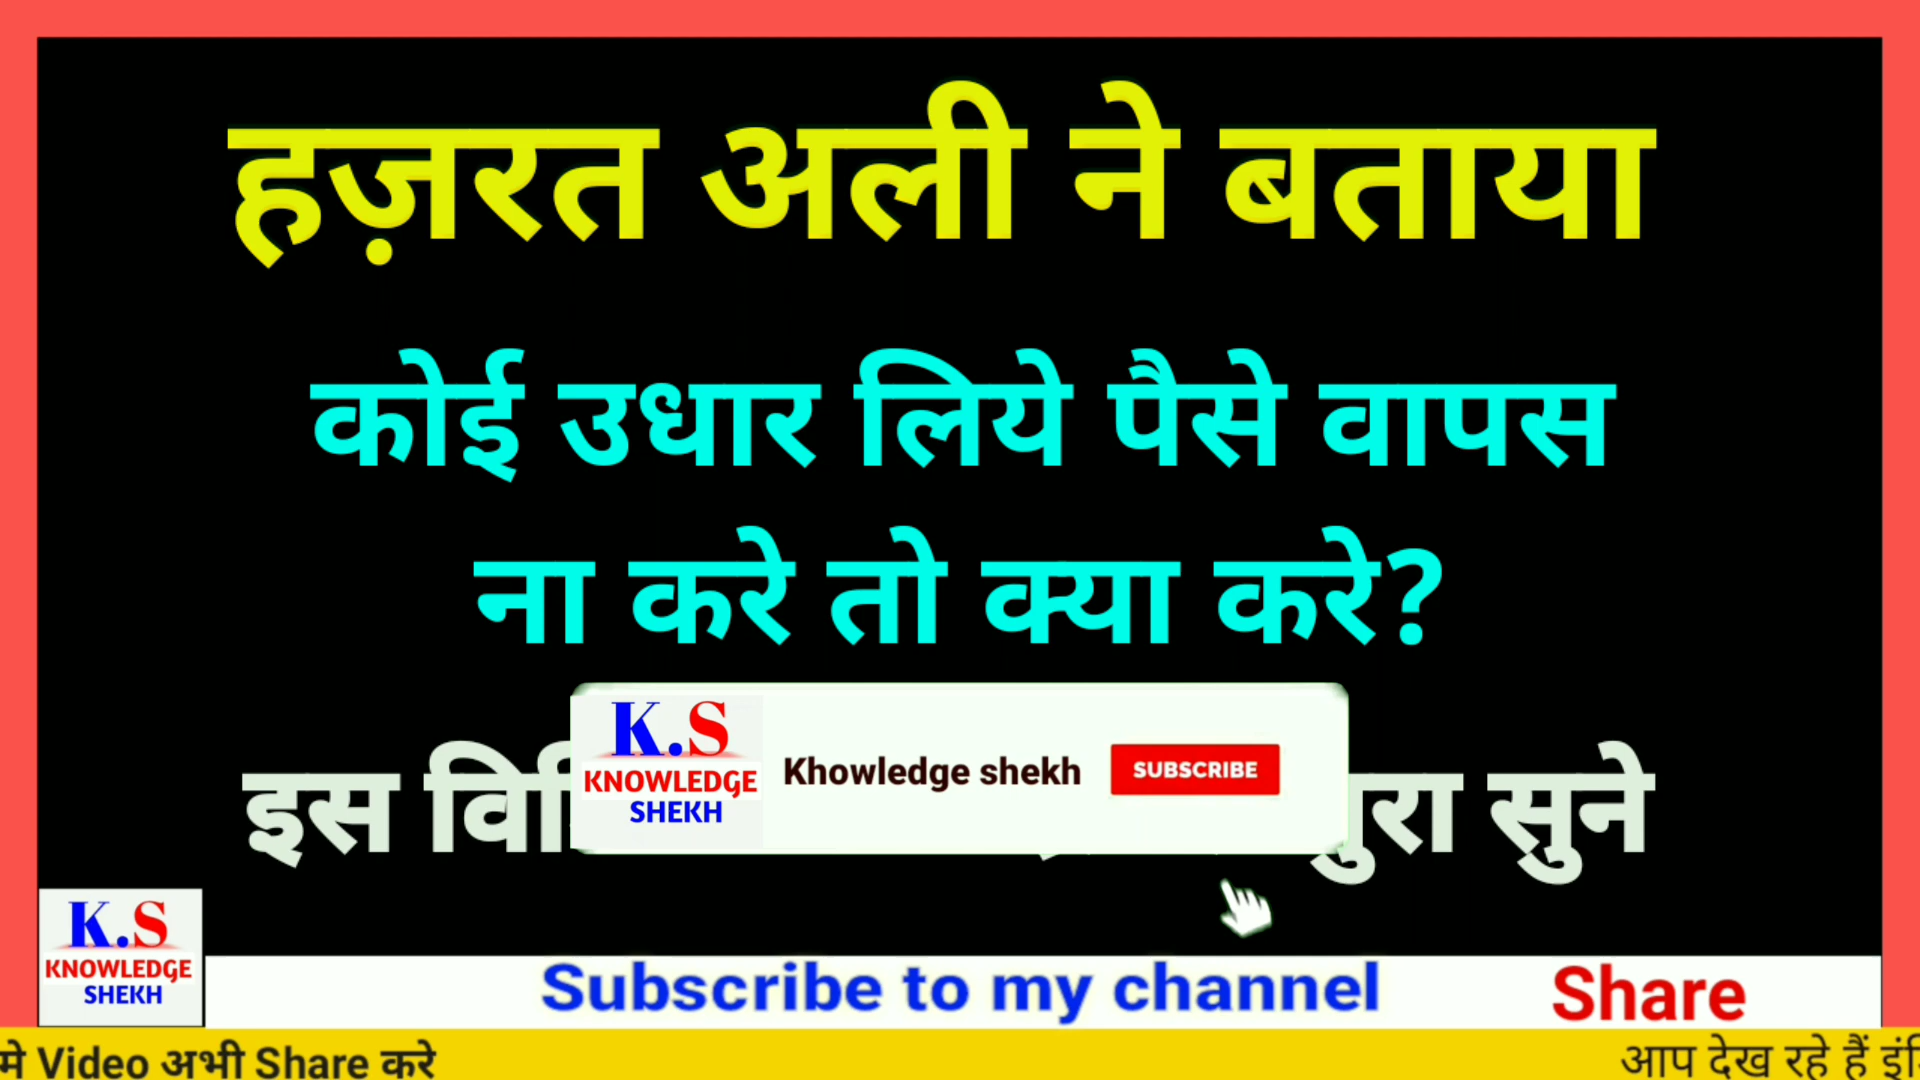 हज़रत अली ने बताया
कोई उधार लिये पैसे वापस
ना करे तो क्या करे?
इस
सुने
K.S
KNOWLEDGE
SHEKH
Khowledge shekh
SUBSCRIBE
K.S
KNOWLEDGE
SHEKH
Subscribe to my channel
Share
मे Video अभी Share करे
आप देख रहे हैं